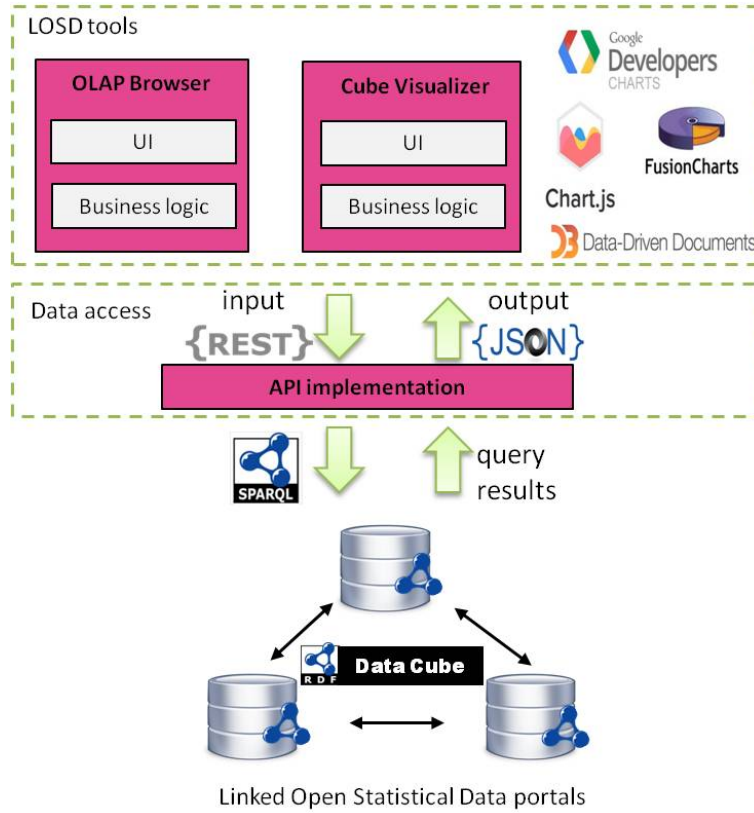 LOSD tools
OLAP Browser
UI
Business logic
Cube Visualizer
UI
Business logic
Google
Developers
CHARTS
Chart.js
FusionCharts
D3 Data-Driven Documents
Data access
input
{REST}
output
{JSON}
API implementation
SPARQL
query
results
RDF
Data Cube
Linked Open Statistical Data portals